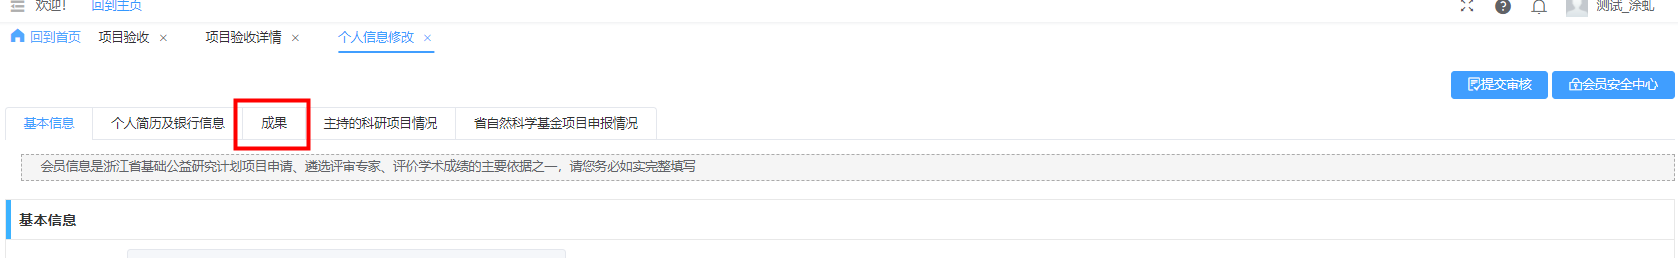 欢迎! 回到主页 测试_涂虬
回到首页 项目验收 × 项目验收详情 × 个人信息修改 ×
提交审核 会员安全中心
基本信息 个人简历及银行信息 成果 主持的科研项目情况 省自然科学基金项目申报情况
会员信息是浙江省基础公益研究计划项目申请、遴选评审专家、评价学术成绩的主要依据之一，请您务必如实完整填写
基本信息